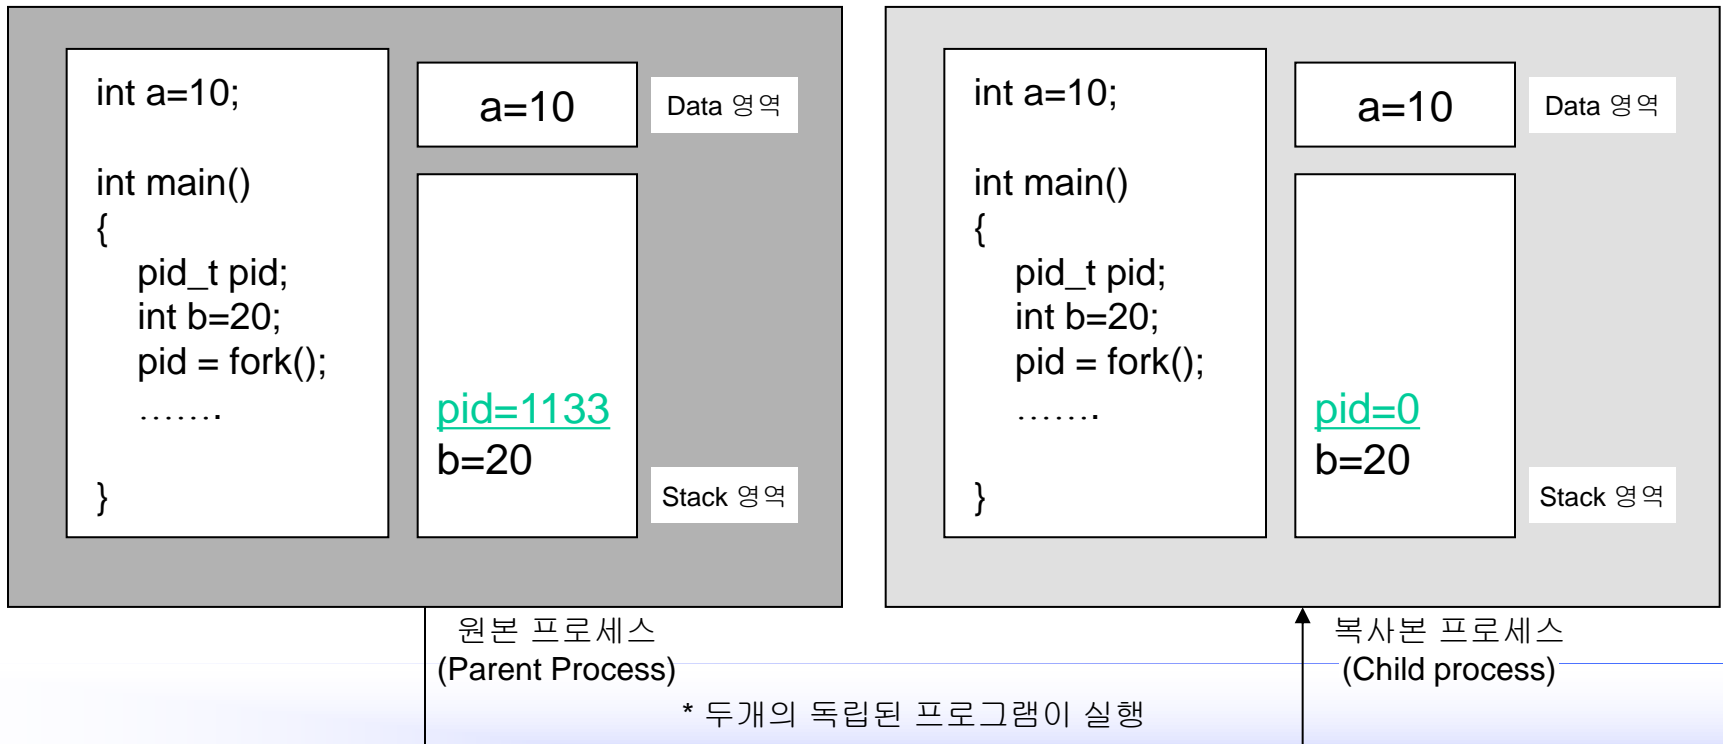 int a=10;
int main()
{
pid_t pid;
int b=20;
pid = fork();
…….
}
a=10
Data 영역
pid=1133
b=20
Stack 영역
원본 프로세스
(Parent Process)
int a=10;
int main()
{
pid_t pid;
int b=20;
pid = fork();
…….
}
a=10
Data 영역
pid=0
b=20
Stack 영역
복사본 프로세스
(Child process)
* 두개의 독립된 프로그램이 실행